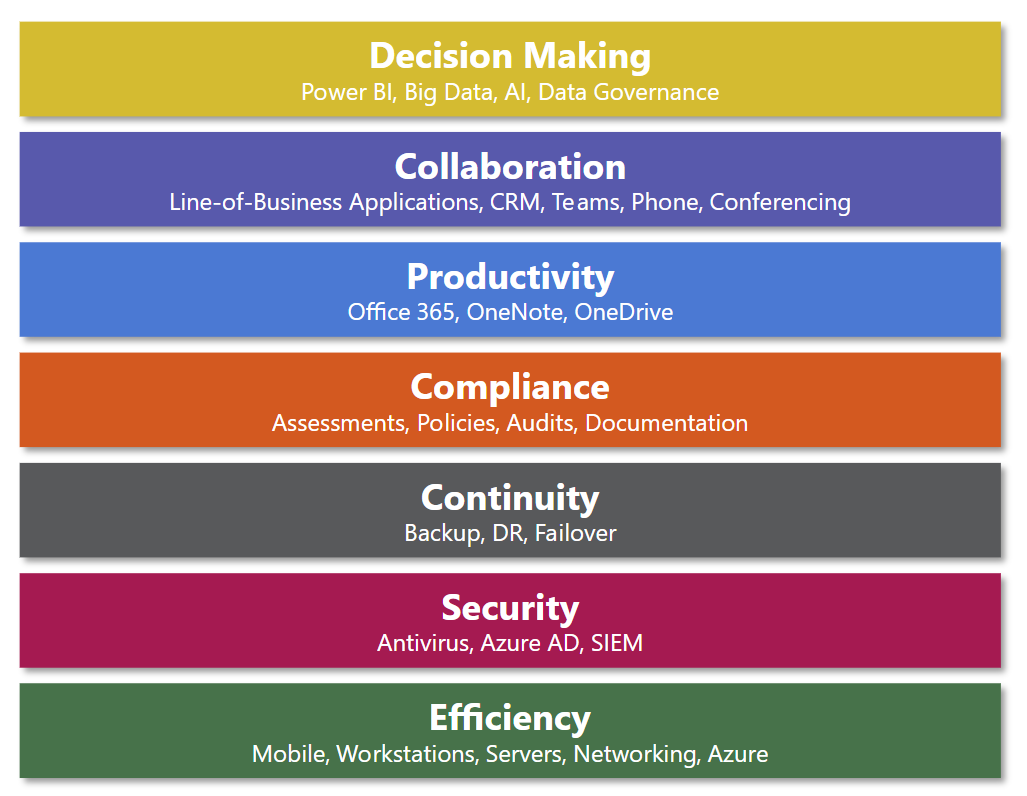 Decision Making
Power BI, Big Data, AI, Data Governance
Collaboration
Line-of-Business Applications, CRM, Teams, Phone, Conferencing
Productivity
Office 365, OneNote, OneDrive
Compliance
Assessments, Policies, Audits, Documentation
Continuity
Backup, DR, Failover
Security
Antivirus, Azure AD, SIEM
Efficiency
Mobile, Workstations, Servers, Networking, Azure